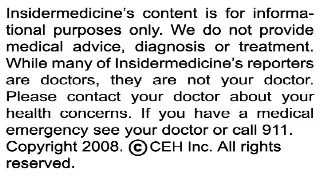 Insidermedicine's content is for informa-
tional purposes only. We do not provide
medical advice, diagnosis or treatment.
While many of Insidermedicine's reporters
are doctors, they are not your doctor.
Please contact your doctor about your
health concerns. If you have a medical
emergency see your doctor or call 911.
Copyright 2008. ©CEH Inc. All rights
reserved.